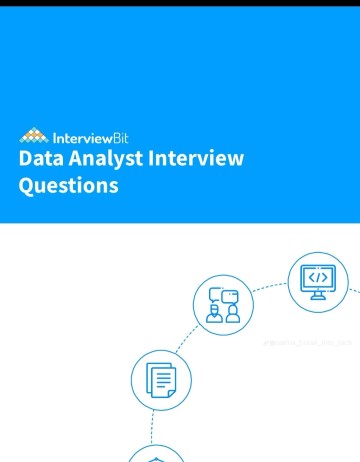 InterviewBit
Data Analyst Interview
Questions